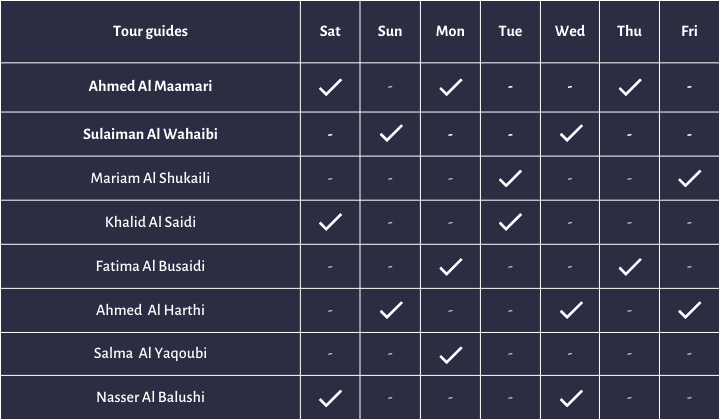 Tour guides Sat Sun Mon Tue Wed Thu Fri
Ahmed Al Maamari ✓ - ✓ - - ✓ -
Sulaiman Al Wahaibi - ✓ - - ✓ - -
Mariam Al Shukaili - - - ✓ - - ✓
Khalid Al Saidi ✓ - - ✓ - - -
Fatima Al Busaidi - - ✓ - - ✓ -
Ahmed Al Harthi - ✓ - - ✓ - ✓
Salma Al Yaqoubi - - ✓ - - - -
Nasser Al Balushi ✓ - - - ✓ - -